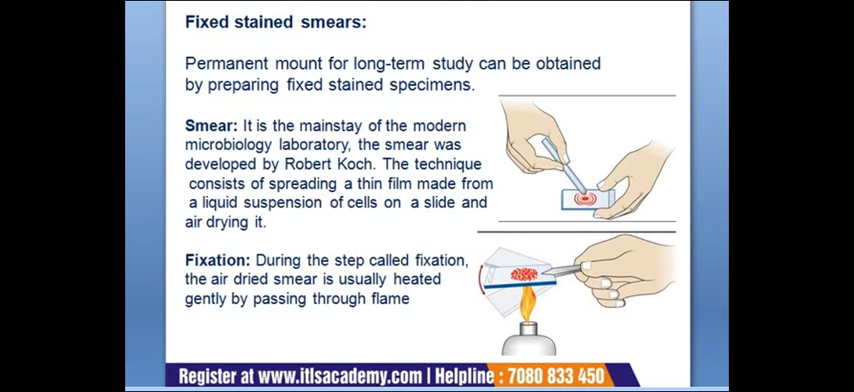 Fixed stained smears:
Permanent mount for long-term study can be obtained
by preparing fixed stained specimens.
Smear: It is the mainstay of the modern
microbiology laboratory, the smear was
developed by Robert Koch. The technique
consists of spreading a thin film made from
a liquid suspension of cells on a slide and
air drying it.
Fixation: During the step called fixation,
the air dried smear is usually heated
gently by passing through flame
Register at www.itlsacademy.com | Helpline : 7080 833 450